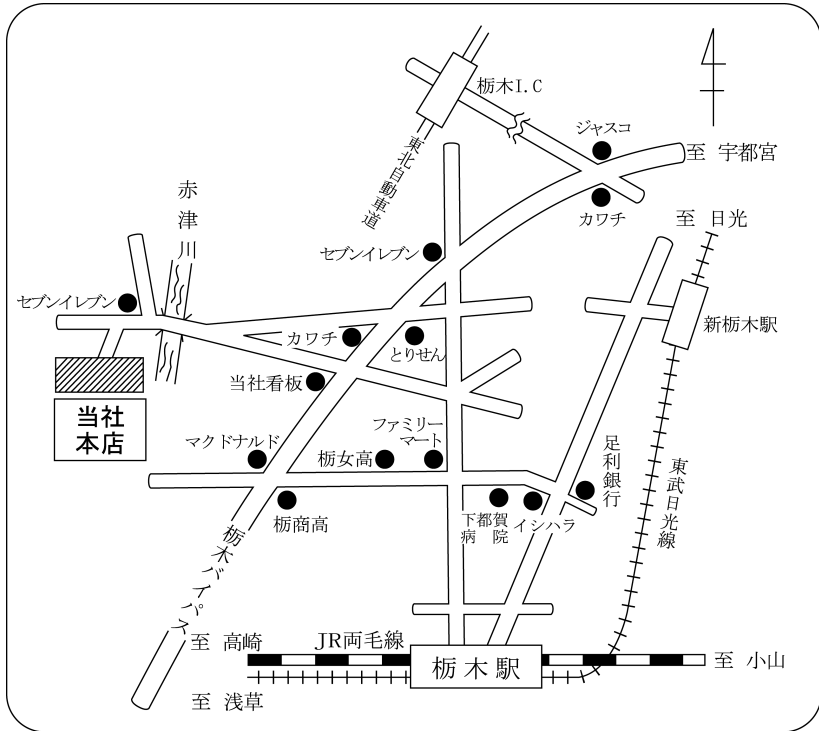 栃木I.C
ジャスコ
至 宇都宮
東北自動車道
カワチ
赤津川
至 日光
セブンイレブン
セブンイレブン
新栃木駅
カワチ
とりせん
当社看板
当社
本店
ファミリー
マート
マクドナルド
栃女高
足利銀行
東武日光線
栃商高
下都賀
病院
イシハラ
栃木バイパス
至 高崎
JR両毛線
栃木駅
至 小山
至 浅草